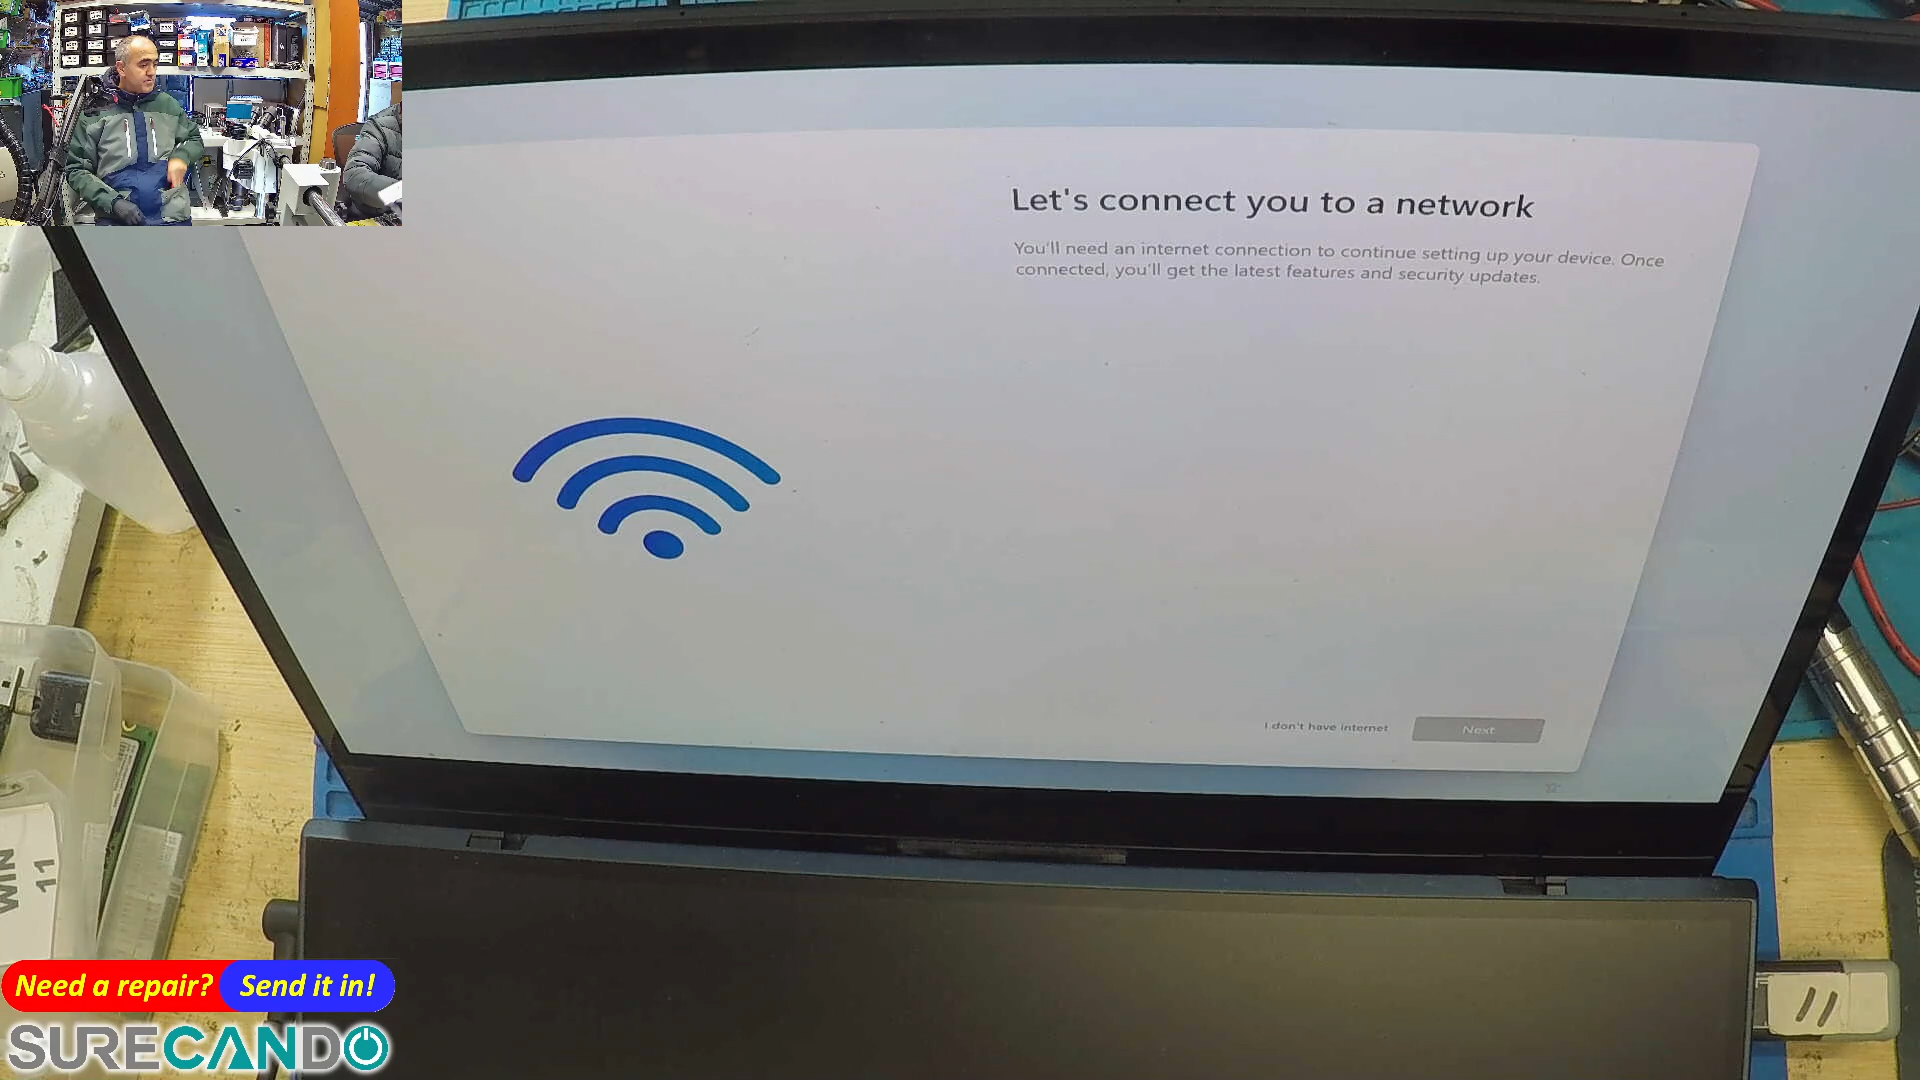 Let's connect you to a network
You'll need an internet connection to continue setting up your device. Once
connected, you'll get the latest features and security updates.
I don't have internet
Next
WIN
11
Need a repair? Send it in!
SURECANDO